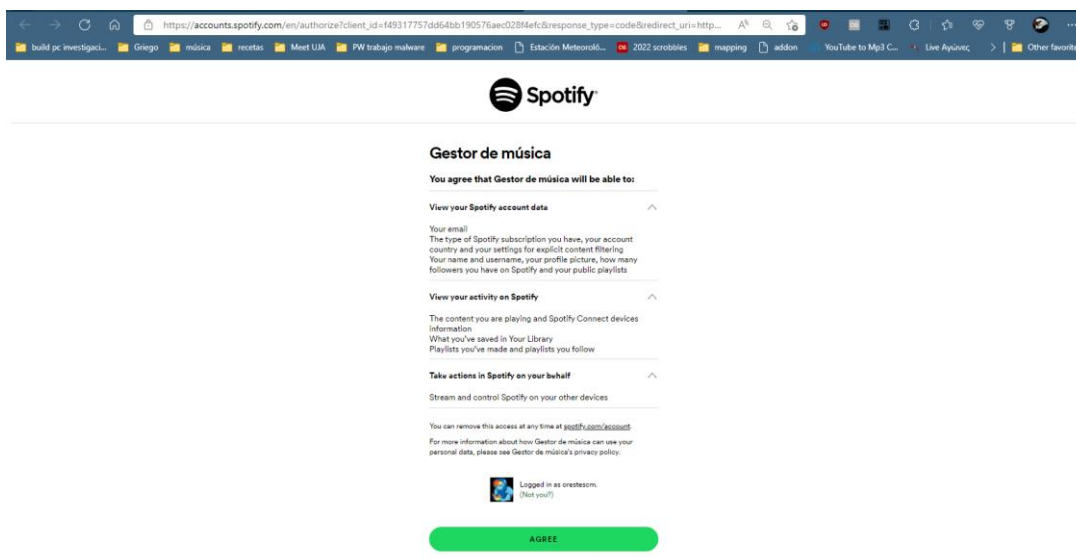 https://accounts.spotify.com/en/authorize?client_id=f49317757dd64bb190576aec028f4efc&response_type=code&redirect_uri=http...
build pc investigaci... Griego música recetas Meet UJA PW trabajo malware programacion Estación Meteoroló... 2022 scrobbles mapping addon YouTube to Mp3 C... Live Αγώνες Other favorite
Spotify
Gestor de música
You agree that Gestor de música will be able to:
View your Spotify account data
Your email
The type of Spotify subscription you have, your account
country and your settings for explicit content filtering
Your name and username, your profile picture, how many
followers you have on Spotify and your public playlists
View your activity on Spotify
The content you are playing and Spotify Connect devices
information
What you've saved in Your Library
Playlists you've made and playlists you follow
Take actions in Spotify on your behalf
Stream and control Spotify on your other devices
You can remove this access at any time at spotify.com/account.
For more information about how Gestor de música can use your
personal data, please see Gestor de música's privacy policy.
Logged in as orestescm.
(Not you?)
AGREE